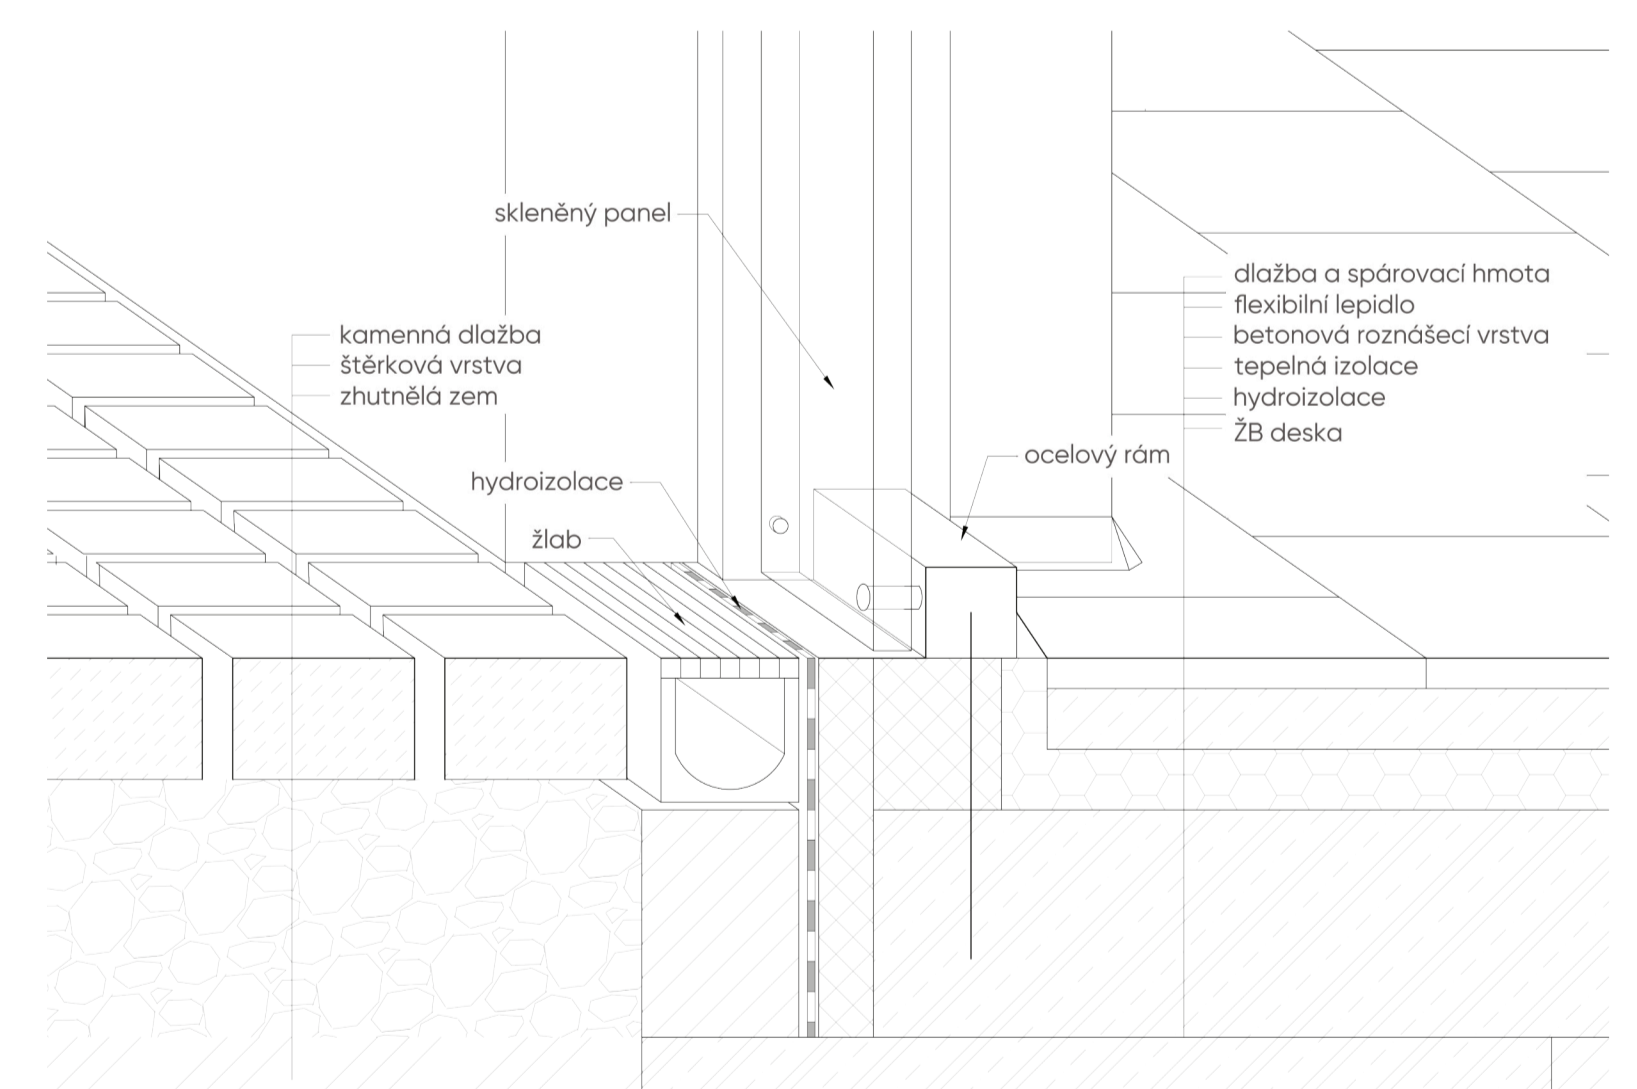 skleněný panel
kamenná dlažba
štěrková vrstva
zhutnělá zem
hydroizolace
žlab
dlažba a spárovací hmota
flexibilní lepidlo
betonová roznášecí vrstva
tepelná izolace
hydroizolace
ŽB deska
ocelový rám